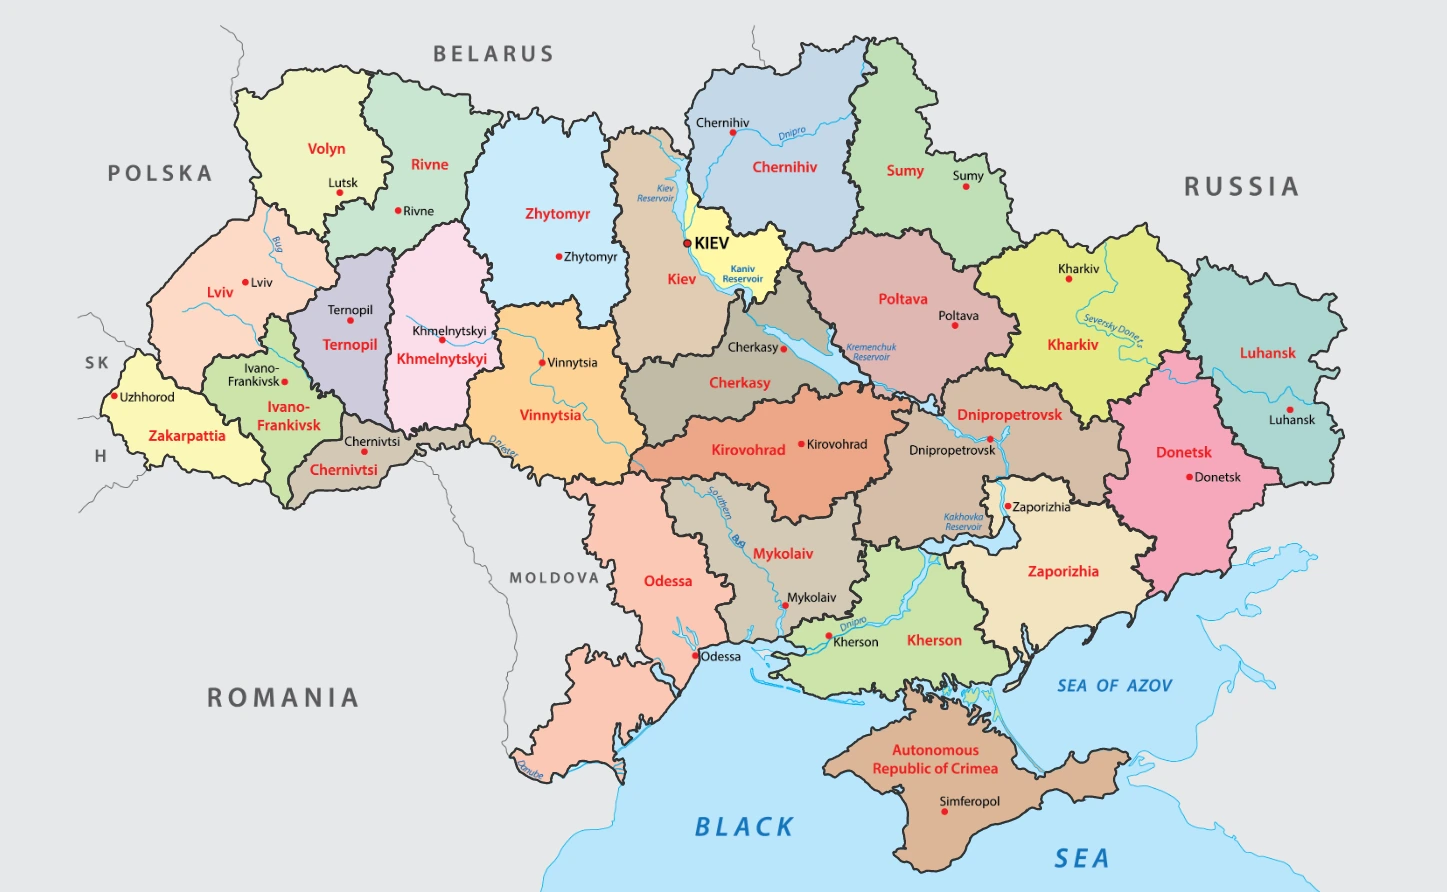 BELARUS
POLSKA
RUSSIA
SK
H
ROMANIA
MOLDOVA
BLACK
SEA
SEA OF AZOV
Volyn
Lutsk
Rivne
Rivne
Zhytomyr
Zhytomyr
Kiev
Reservoir
KIEV
Kaniv
Reservoir
Kiev
Chernihiv
Dnipro
Chernihiv
Sumy
Sumy
Bug
Lviv
Lviv
Ternopil
Ternopil
Khmelnytskyi
Khmelnytskyi
Vinnytsia
Vinnytsia
Dniester
Cherkasy
Cherkasy
Kremenchuk
Reservoir
Poltava
Poltava
Kharkiv
Seversky Donets
Kharkiv
Luhansk
Luhansk
Uzhhorod
Zakarpattia
Ivano-
Frankivsk
Ivano-
Frankivsk
Chernivtsi
Chernivtsi
Kirovohrad
Kirovohrad
Dnipropetrovsk
Dnipropetrovsk
Donetsk
Donetsk
Zaporizhia
Kakhovka
Reservoir
Zaporizhia
Southern
Bug
Mykolaiv
Mykolaiv
Odessa
Odessa
Dnipro
Kherson
Kherson
Danube
Autonomous
Republic of Crimea
Simferopol